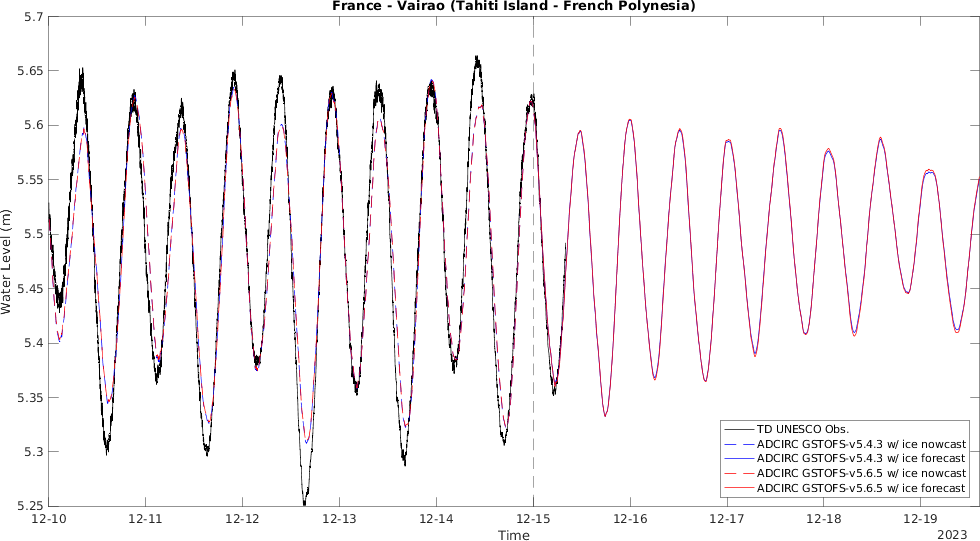 France - Vairao (Tahiti Island - French Polynesia)
5.7
5.65
5.6
5.55
5.5
5.45
5.4
5.35
5.3
5.25
Water Level (m)
TD UNESCO Obs.
ADCIRC GSTOFS-v5.4.3 w/ ice nowcast
ADCIRC GSTOFS-v5.4.3 w/ ice forecast
ADCIRC GSTOFS-v5.6.5 w/ ice nowcast
ADCIRC GSTOFS-v5.6.5 w/ ice forecast
12-10 12-11 12-12 12-13 12-14 12-15 12-16 12-17 12-18 12-19
Time
2023